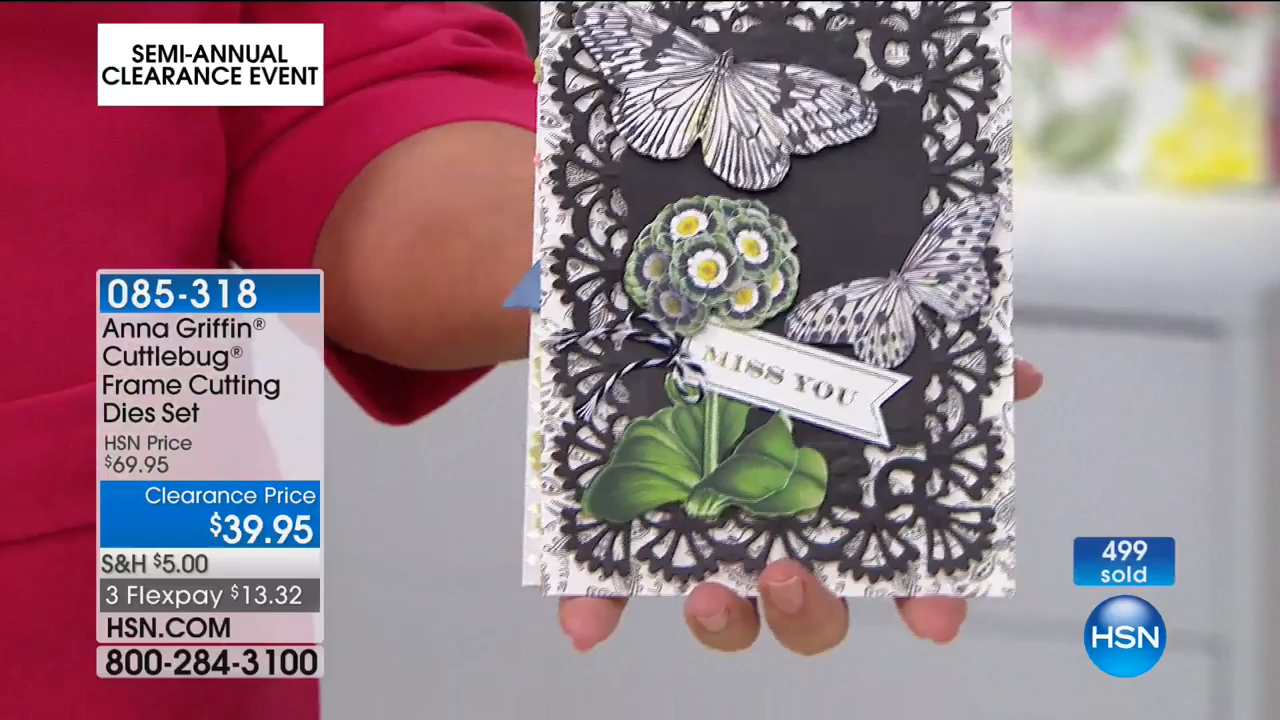 SEMI-ANNUAL
CLEARANCE EVENT
085-318
Anna Griffin®
Cuttlebug®
Frame Cutting
Dies Set
HSN Price
$69.95
Clearance Price
$39.95
S&H $5.00
3 Flexpay $13.32
HSN.COM
800-284-3100
MISS YOU
499
sold
HSN